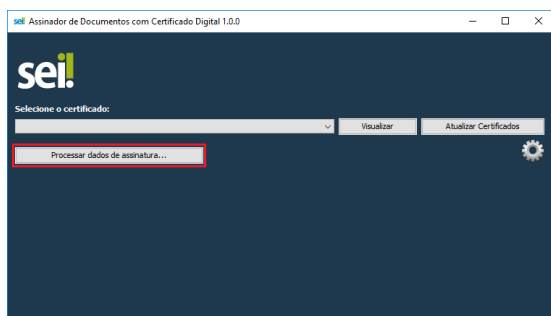 sei! Assinador de Documentos com Certificado Digital 1.0.0
sei!
Selecione o certificado:
Visualizar Atualizar Certificados
Processar dados de assinatura...